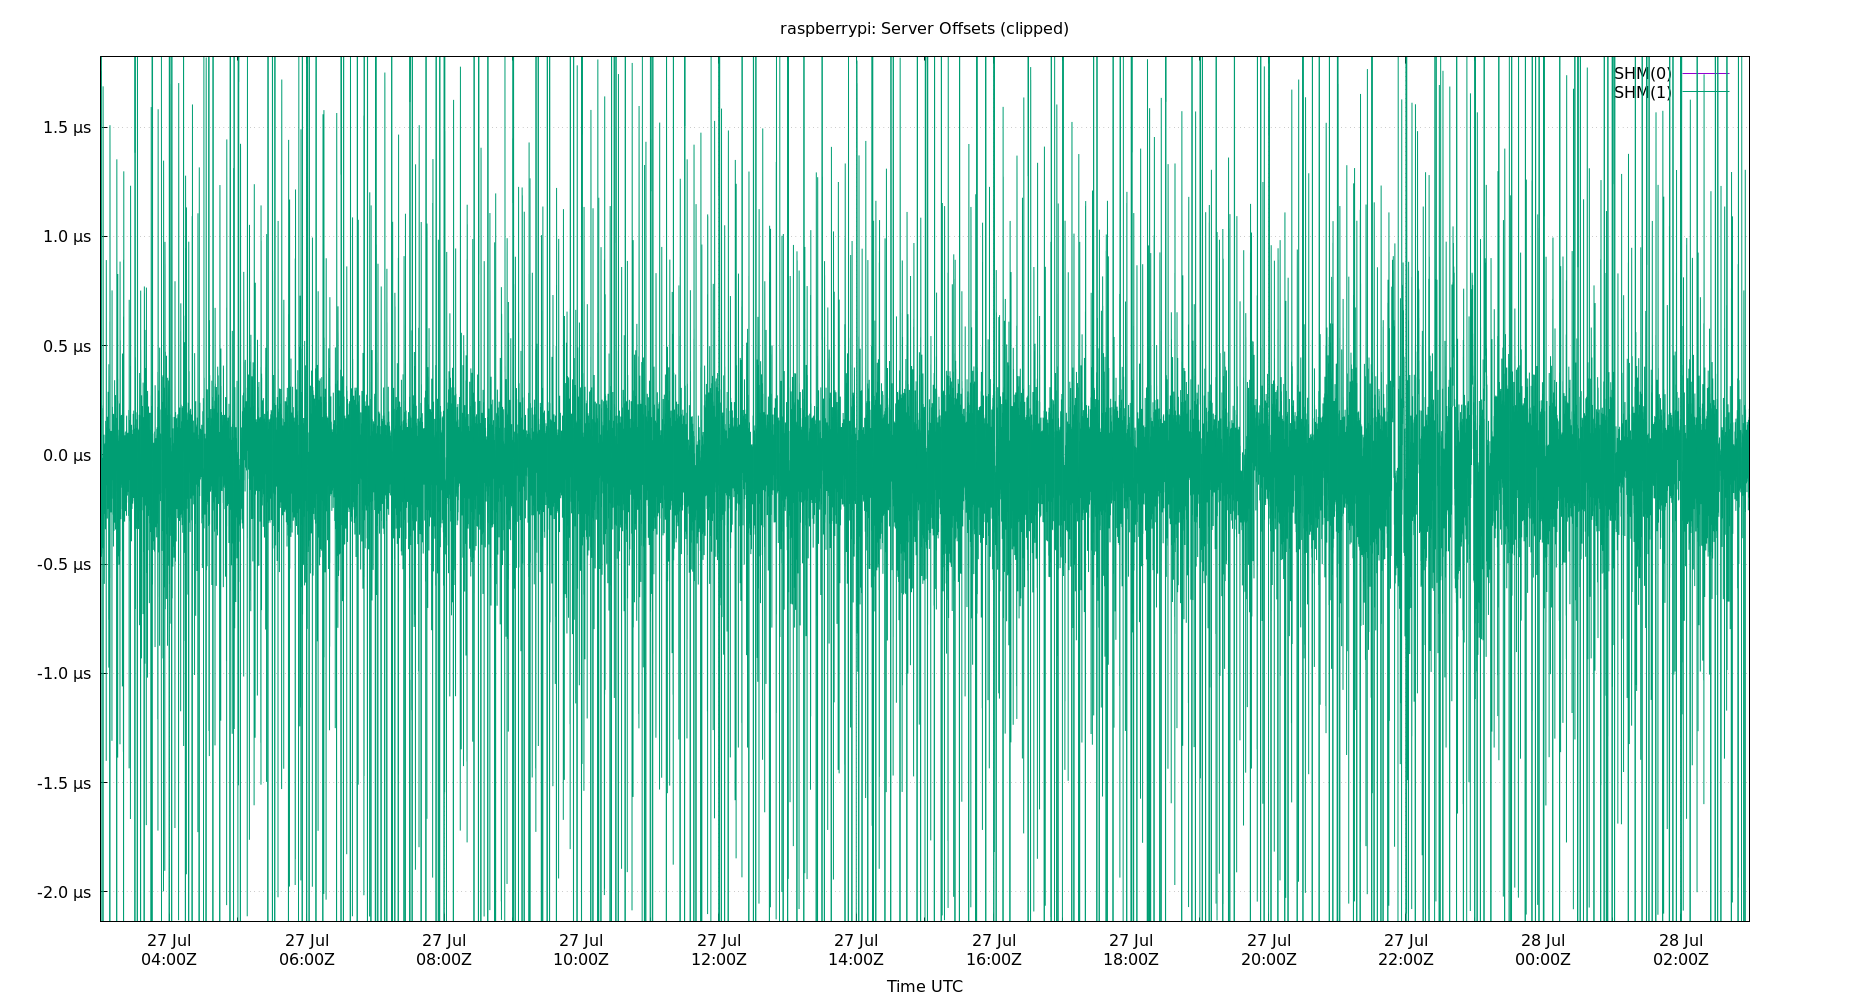 raspberrypi: Server Offsets (clipped)
SHM(0)
SHM(1)
1.5 µs
1.0 µs
0.5 µs
0.0 µs
-0.5 µs
-1.0 µs
-1.5 µs
-2.0 µs
27 Jul 27 Jul 27 Jul 27 Jul 27 Jul 27 Jul 27 Jul 27 Jul 27 Jul 27 Jul 28 Jul 28 Jul
04:00Z 06:00Z 08:00Z 10:00Z 12:00Z 14:00Z 16:00Z 18:00Z 20:00Z 22:00Z 00:00Z 02:00Z
Time UTC